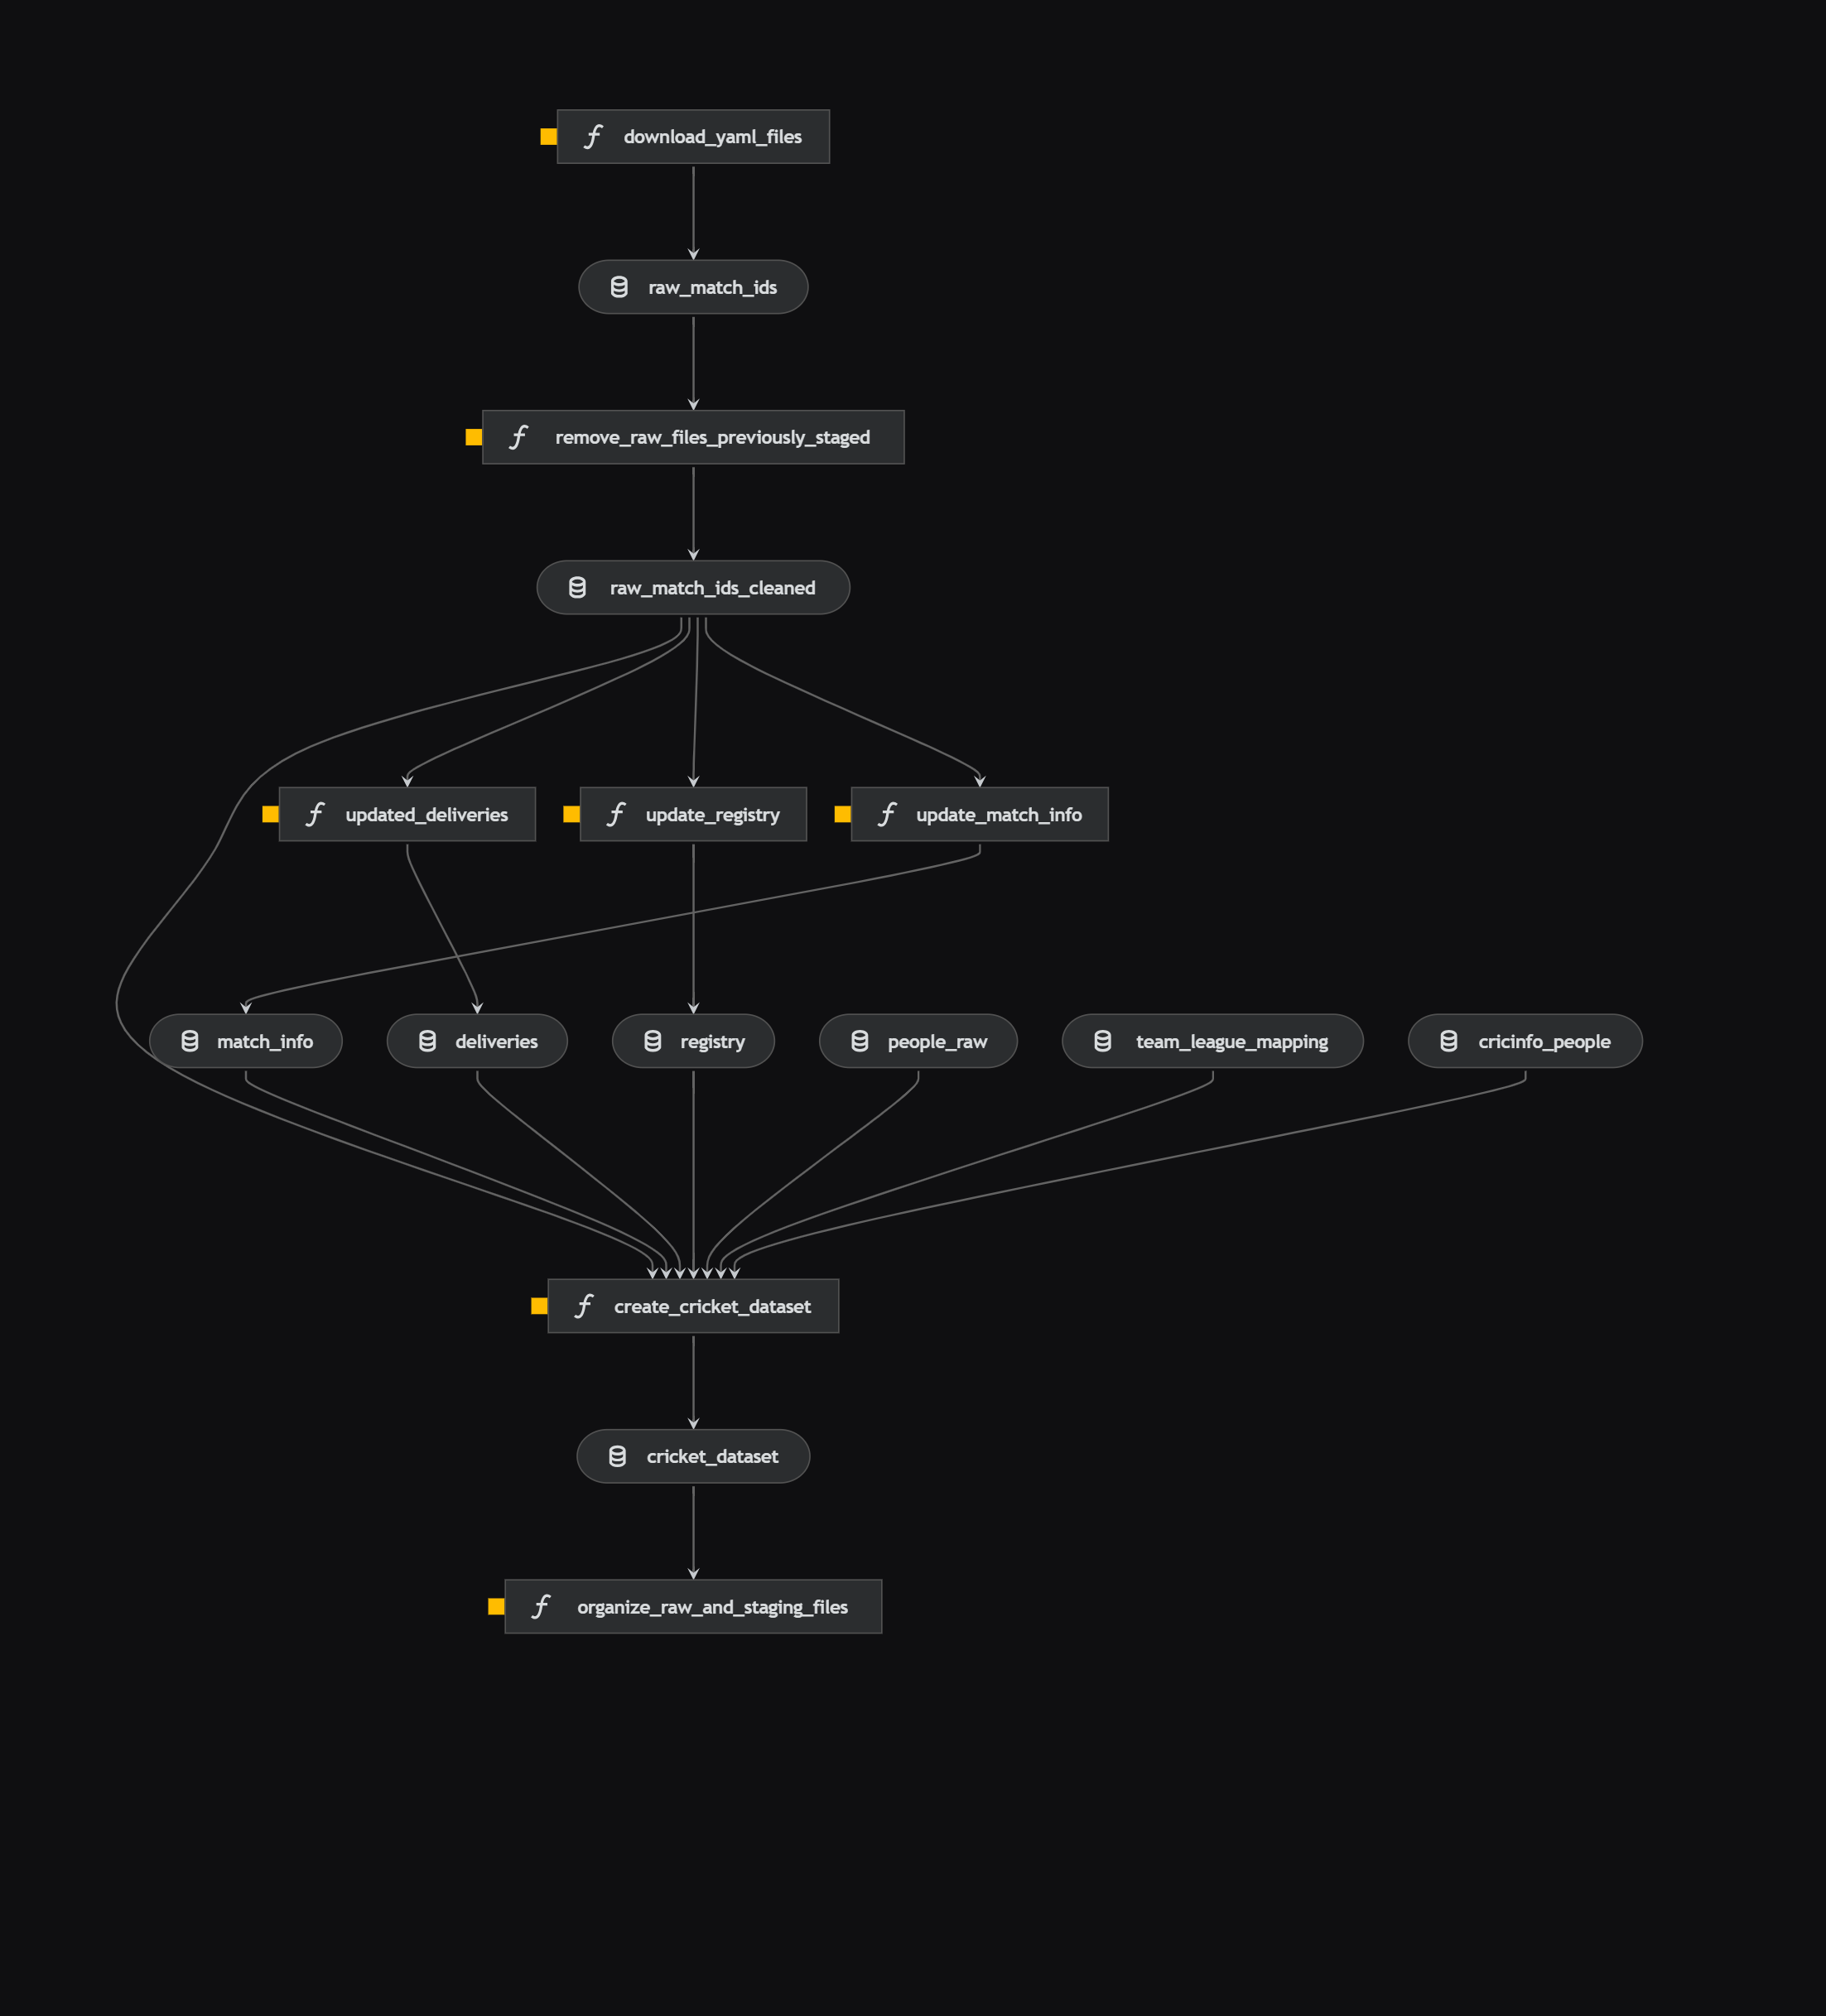 download_yaml_files
raw_match_ids
remove_raw_files_previously_staged
raw_match_ids_cleaned
updated_deliveries
update_registry
update_match_info
match_info
deliveries
registry
people_raw
team_league_mapping
cricinfo_people
create_cricket_dataset
cricket_dataset
organize_raw_and_staging_files